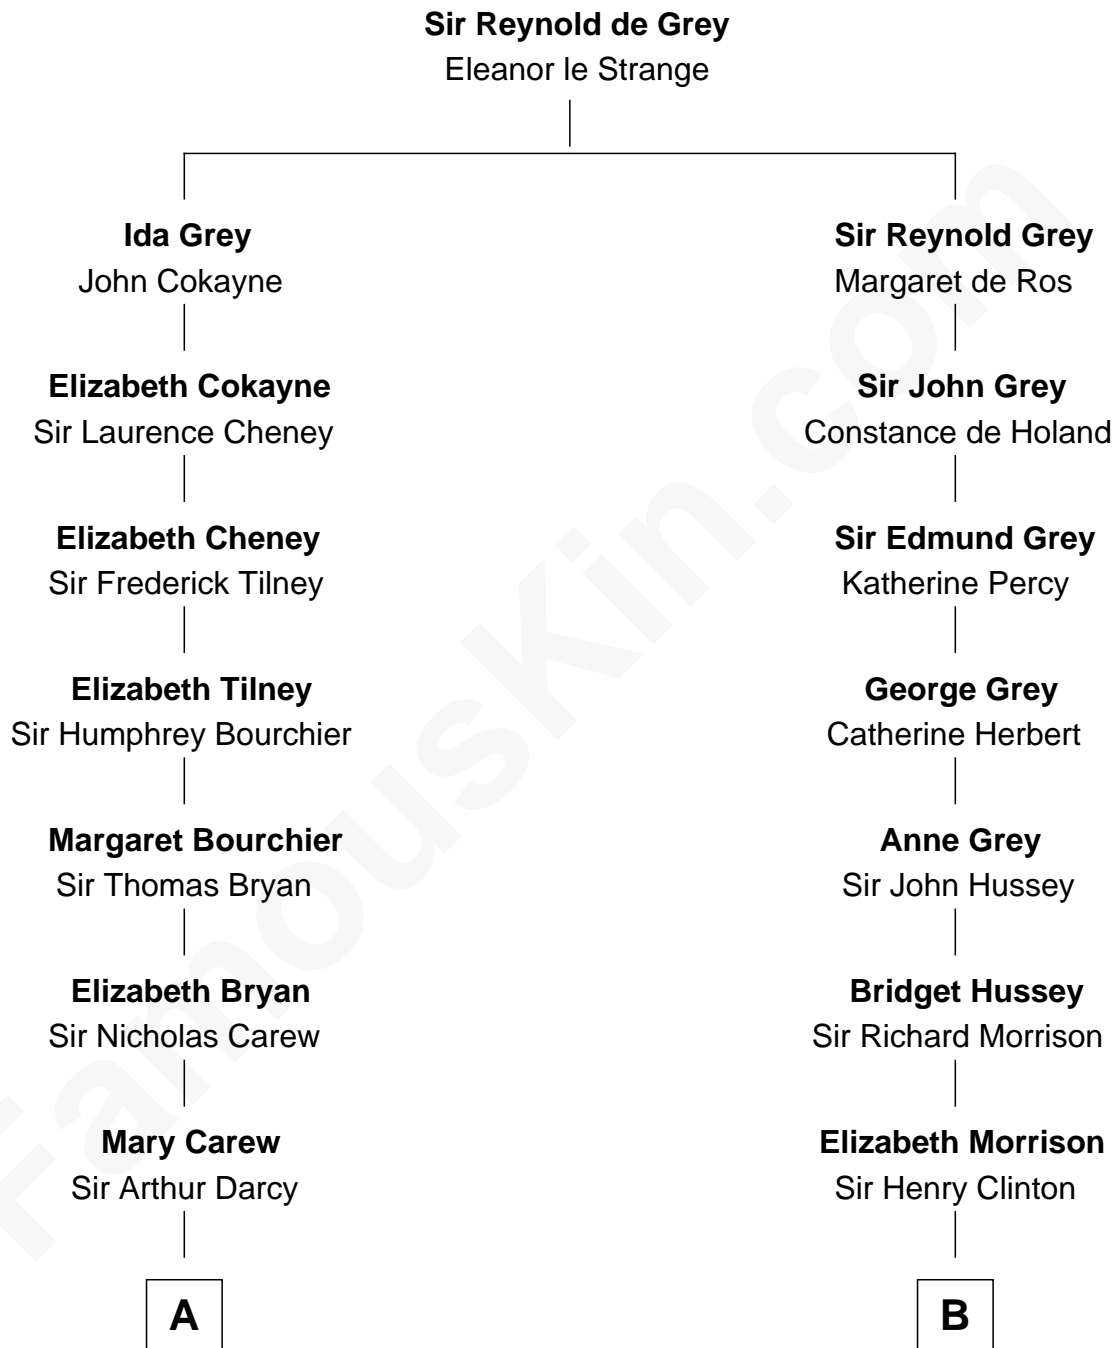 Sir Reynold de Grey
Eleanor le Strange
Ida Grey
John Cokayne
Sir Reynold Grey
Margaret de Ros
Elizabeth Cokayne
Sir Laurence Cheney
Sir John Grey
Constance de Holand
Elizabeth Cheney
Sir Frederick Tilney
Sir Edmund Grey
Katherine Percy
Elizabeth Tilney
Sir Humphrey Bourchier
George Grey
Catherine Herbert
Margaret Bourchier
Sir Thomas Bryan
Anne Grey
Sir John Hussey
Elizabeth Bryan
Sir Nicholas Carew
Bridget Hussey
Sir Richard Morrison
Mary Carew
Sir Arthur Darcy
Elizabeth Morrison
Sir Henry Clinton
A
B
FamousKin.com